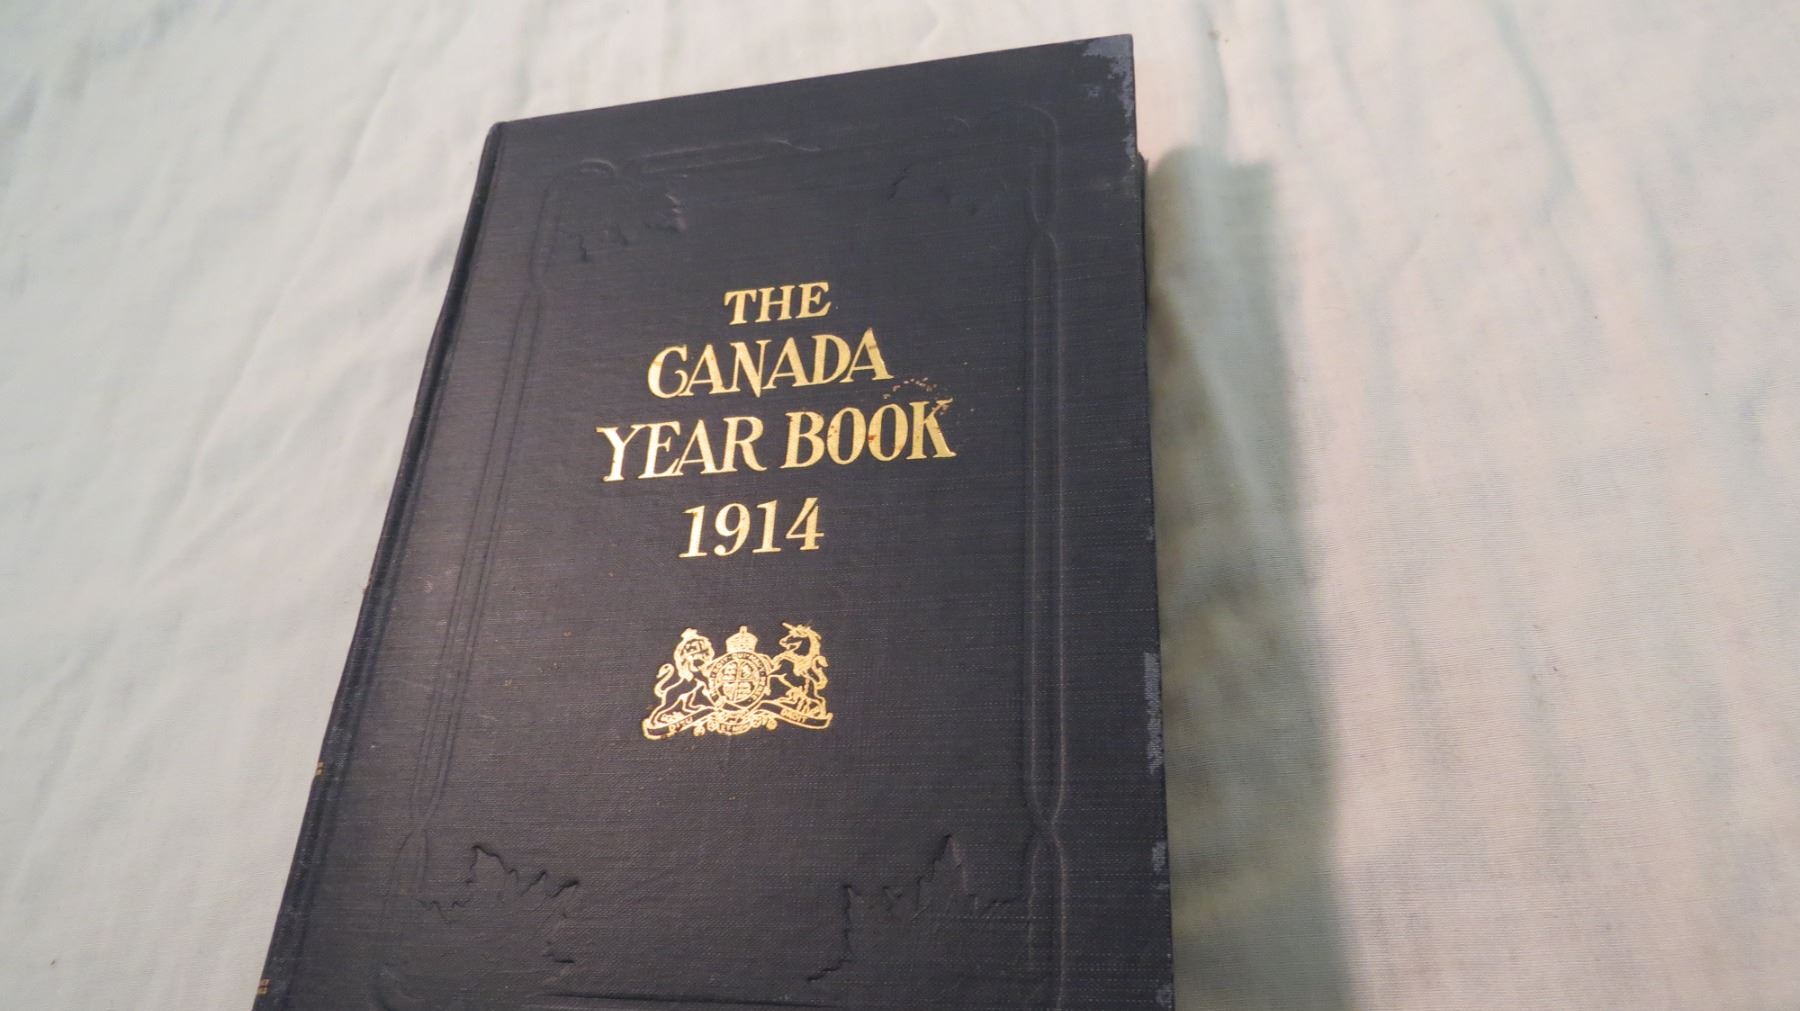 THE
CANADA
YEAR BOOK
1914